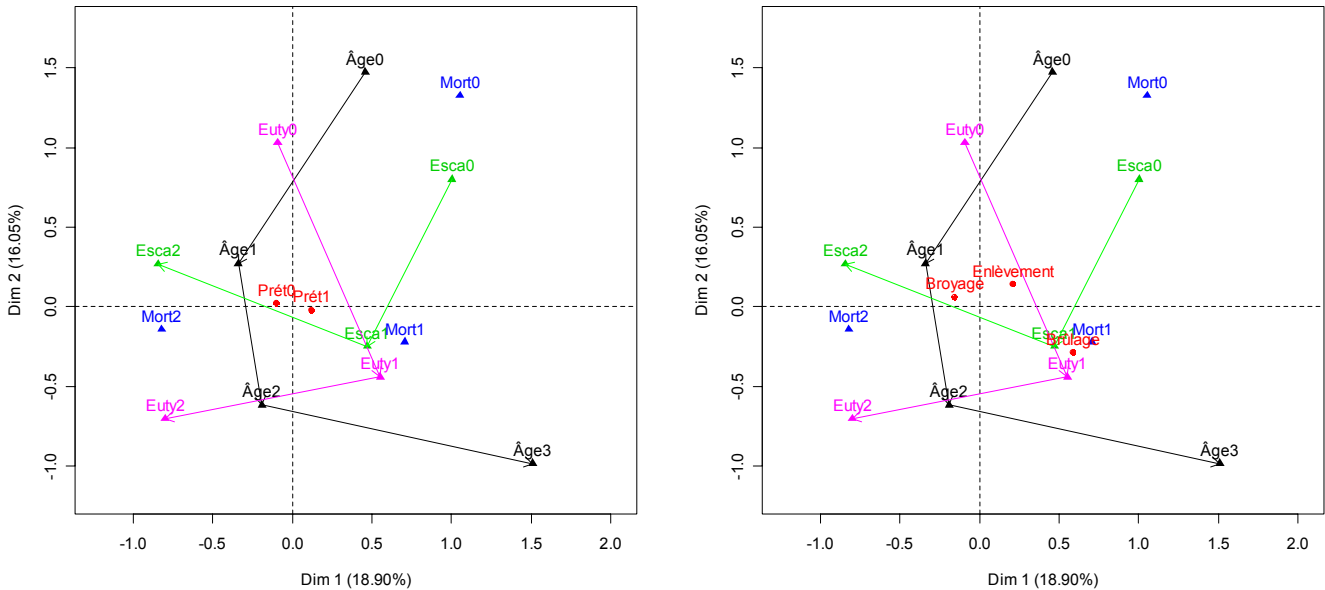 Âge0
Mort0
Euty0
Esca0
Âge1
Esca2
Prét0
Prét1
Mort2
Esca1
Mort1
Euty1
Âge2
Euty2
Âge3
1.5
1.0
0.5
0.0
-0.5
-1.0
-1.0 -0.5 0.0 0.5 1.0 1.5 2.0
Dim 2 (16.05%)
Dim 1 (18.90%)
Âge0
Mort0
Euty0
Esca0
Âge1
Esca2
Enlèvement
Broyage
Mort2
Esca1
Mort1
Brûlage
Euty1
Âge2
Euty2
Âge3
1.5
1.0
0.5
0.0
-0.5
-1.0
-1.0 -0.5 0.0 0.5 1.0 1.5 2.0
Dim 2 (16.05%)
Dim 1 (18.90%)